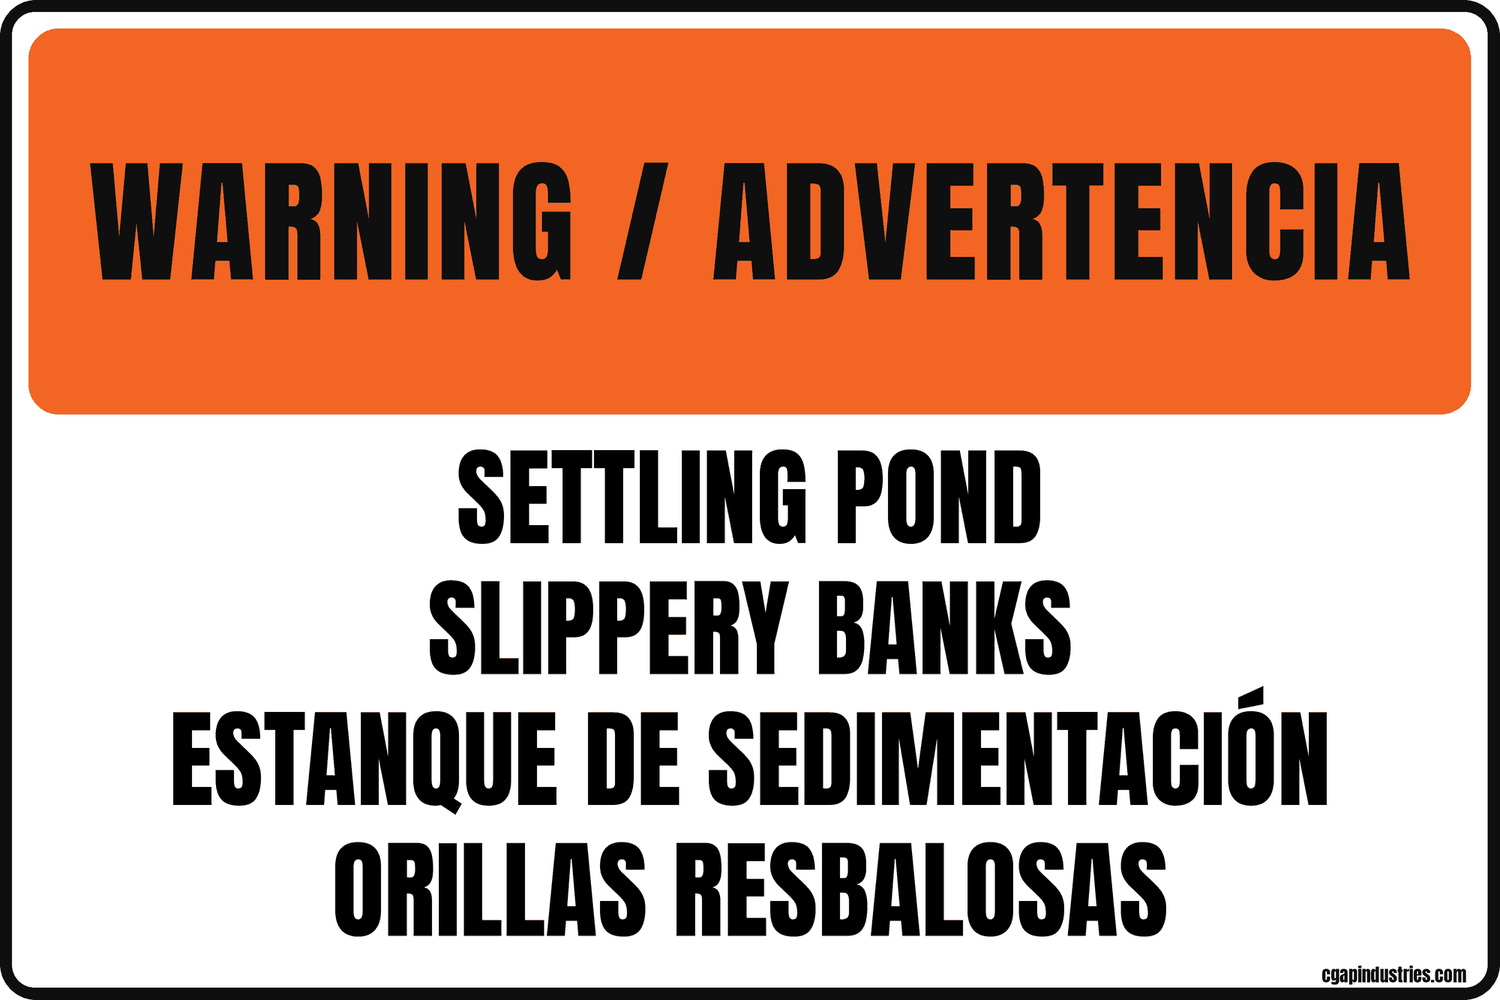 WARNING / ADVERTENCIA
SETTLING POND
SLIPPERY BANKS
ESTANQUE DE SEDIMENTACIÓN
ORILLAS RESBALOSAS
cgapindustries.com